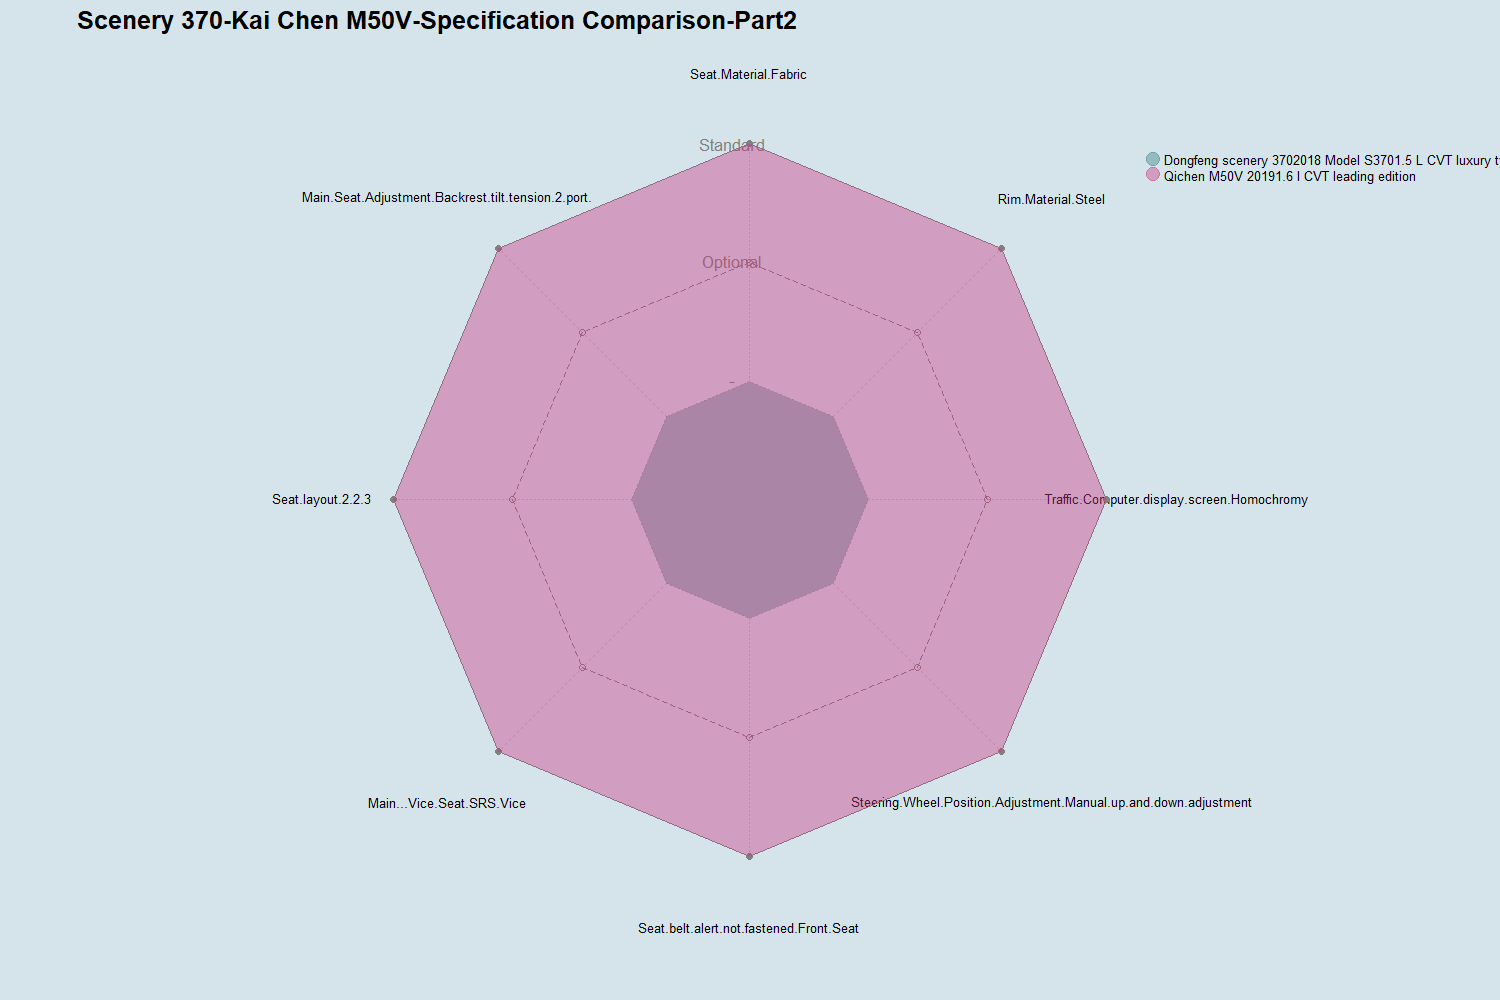 Scenery 370-Kai Chen M50V-Specification Comparison-Part2
Seat.Material.Fabric
Standard
Dongfeng scenery 3702018 Model S3701.5 L CVT luxury
Qichen M50V 20191.6 l CVT leading edition
Main.Seat.Adjustment.Backrest.tilt.tension.2.port.
Rim.Material.Steel
Optional
–
Seat.layout.2.2.3
Traffic.Computer.display.screen.Homochromy
Main...Vice.Seat.SRS.Vice
Steering.Wheel.Position.Adjustment.Manual.up.and.down.adjustment
Seat.belt.alert.not.fastened.Front.Seat